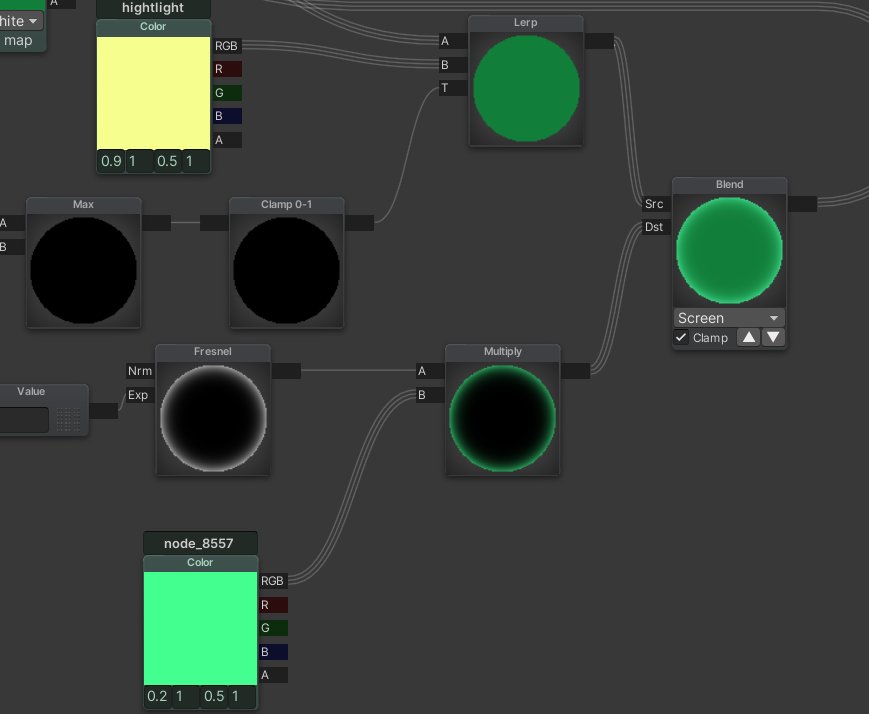 A
hite
map
hightlight
Color
RGB
R
G
B
A
0.9 1 0.5 1
Lerp
A
B
T
Max
A
B
Clamp 0-1
Blend
Src
Dst
Screen
Clamp
Fresnel
Nrm
Exp
Value
Multiply
A
B
node_8557
Color
RGB
R
G
B
A
0.2 1 0.5 1